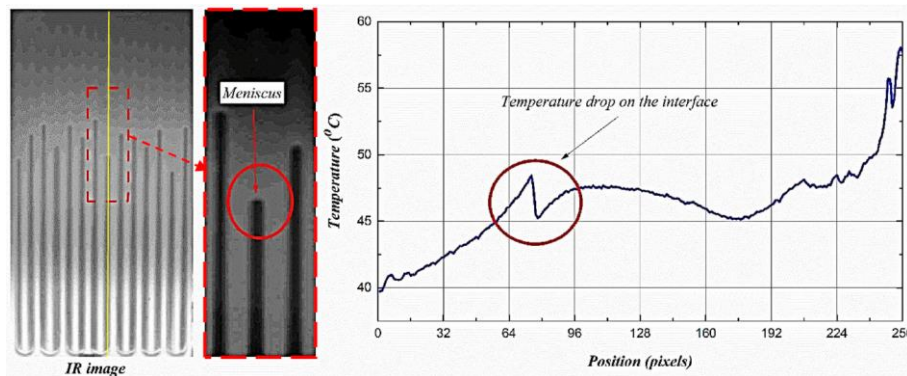 Meniscus
IR image
60
55
50
45
40
Temperature (°C)
Temperature drop on the interface
0 32 64 96 128 160 192 224 256
Position (pixels)